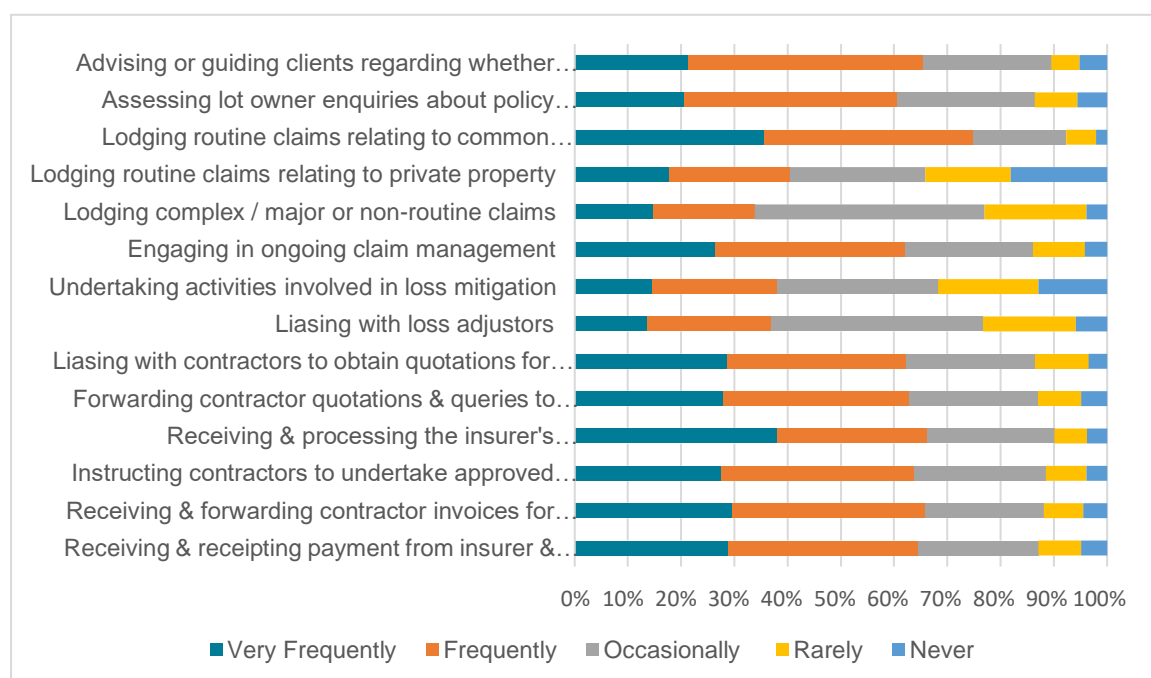 Advising or guiding clients regarding whether…
Assessing lot owner enquiries about policy…
Lodging routine claims relating to common…
Lodging routine claims relating to private property
Lodging complex / major or non-routine claims
Engaging in ongoing claim management
Undertaking activities involved in loss mitigation
Liasing with loss adjustors
Liasing with contractors to obtain quotations for…
Forwarding contractor quotations & queries to…
Receiving & processing the insurer's…
Instructing contractors to undertake approved…
Receiving & forwarding contractor invoices for…
Receiving & receipting payment from insurer &…
0% 10% 20% 30% 40% 50% 60% 70% 80% 90% 100%
Very Frequently Frequently Occasionally Rarely Never